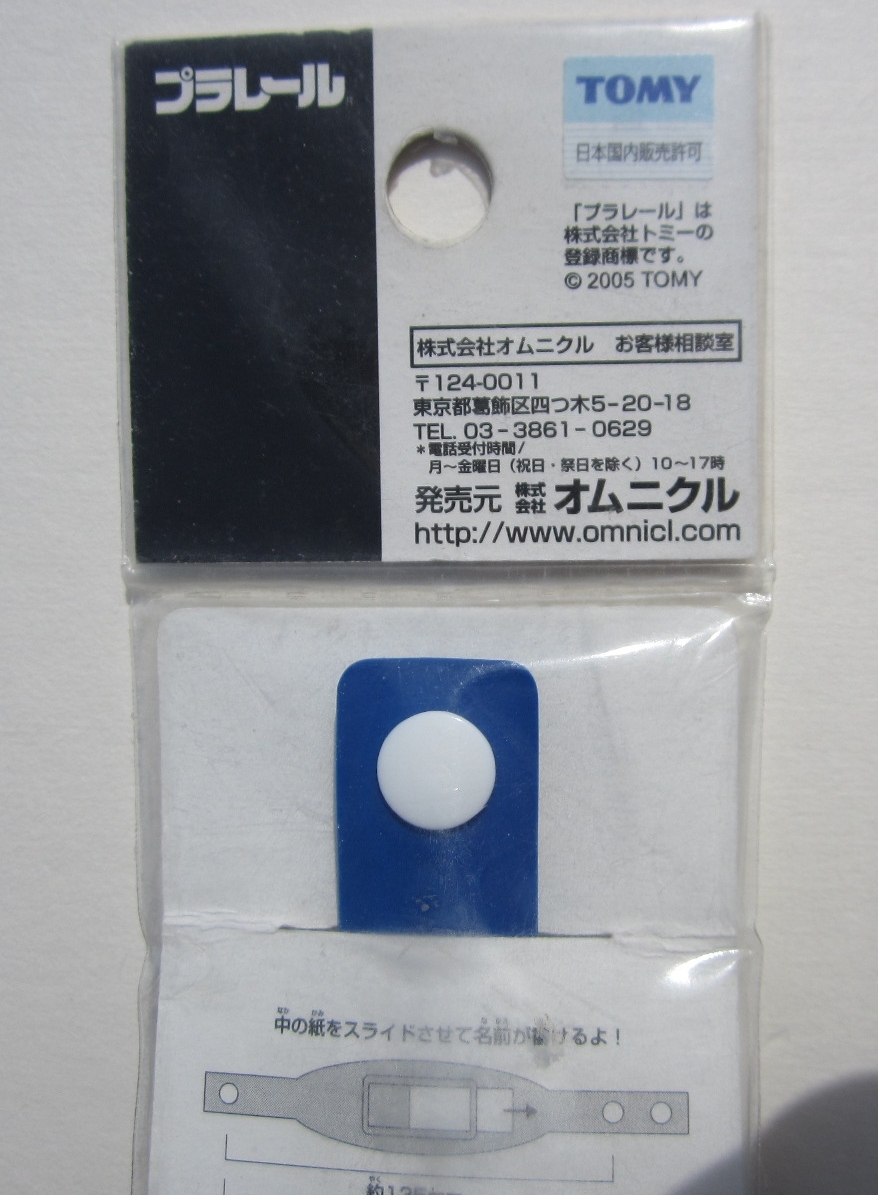 プラレール
TOMY
日本国内販売許可
「プラレール」は
株式会社トミーの
登録商標です。
© 2005 TOMY
株式会社オムニクル　お客様相談室
〒124-0011
東京都葛飾区四つ木5-20-18
TEL. 03-3861-0629
*電話受付時間/
月〜金曜日（祝日・祭日を除く）10〜17時
発売元 株式会社 オムニクル
http://www.omnicl.com
中の紙をスライドさせて名前が書けるよ！